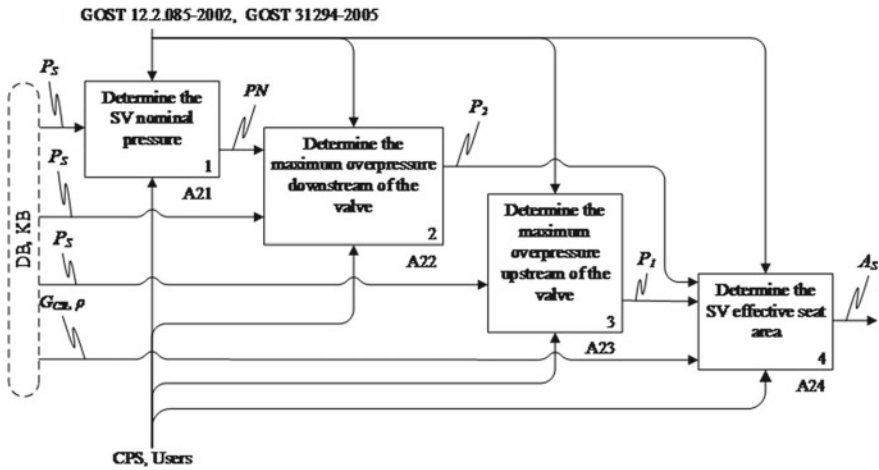 GOST 12.2.085-2002, GOST 31294-2005
DB, KB
P_S
Determine the
SV nominal
pressure
1
A21
PN
P_S
Determine the
maximum overpressure
downstream of the
valve
2
A22
P_2
P_S
Determine the
maximum
overpressure
upstream of the
valve
3
A23
P_1
ρ
Determine the
SV effective seat
area
4
A24
A_S
CPS, Users